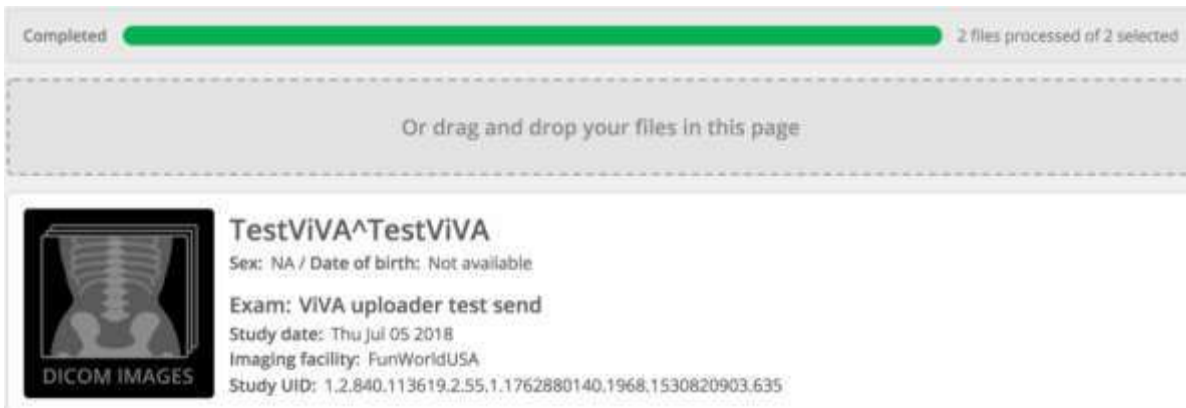 Completed
2 files processed of 2 selected
Or drag and drop your files in this page
DICOM IMAGES
TestViVA^TestViVA
Sex: NA / Date of birth: Not available
Exam: ViVA uploader test send
Study date: Thu Jul 05 2018
Imaging facility: FunWorldUSA
Study UID: 1.2.840.113619.2.55.1.1762880140.1968.1530820903.635